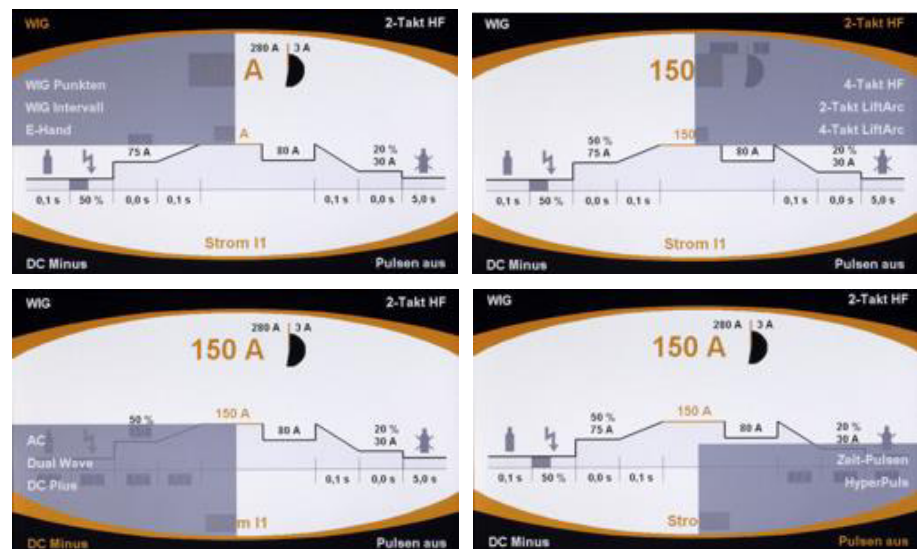 WIG
2-Takt HF
280 A 3 A
A
WIG Punkten
WIG Intervall
E-Hand
A
75 A
80 A
20 %
30 A
0,1 s 50 % 0,0 s 0,1 s 0,1 s 0,0 s 5,0 s
Strom I1
DC Minus
Pulsen aus
WIG
2-Takt HF
150
4-Takt HF
2-Takt LiftArc
4-Takt LiftArc
50 %
75 A
150
80 A
20 %
30 A
0,1 s 50 % 0,0 s 0,1 s 0,1 s 0,0 s 5,0 s
Strom I1
DC Minus
Pulsen aus
WIG
2-Takt HF
280 A 3 A
150 A
150 A
50 %
80 A
20 %
30 A
AC
Dual Wave
DC Plus
0,1 s 0,0 s 5,0 s
m I1
DC Minus
Pulsen aus
WIG
2-Takt HF
280 A 3 A
150 A
150 A
50 %
75 A
80 A
20 %
30 A
Zeit-Pulsen
HyperPuls
0,1 s 50 % 0,0 s 0,1 s
Stro
DC Minus
Pulsen aus